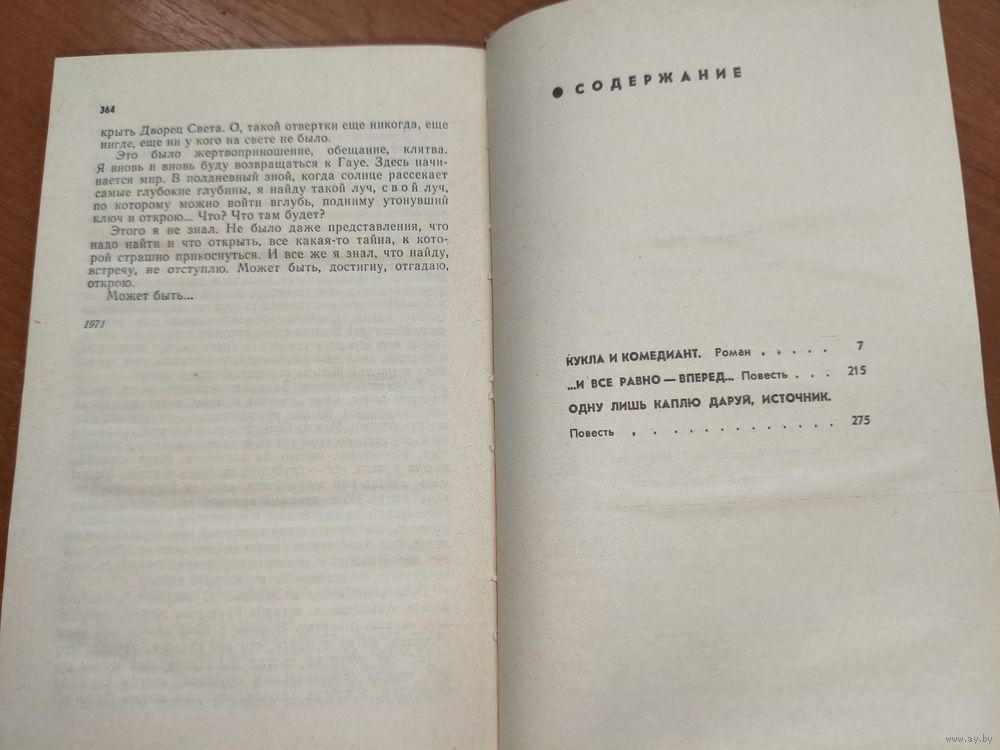 364
крыть Дворец Света. О, такой отвертки еще никогда, еще
нигде, еще ни у кого на свете не было.
Это было жертвоприношение, обещание, клятва.
Я вновь и вновь буду возвращаться к Гауе. Здесь начи-
нается мир. В полдневный зной, когда солнце рассекает
самые глубокие глубины, я найду такой луч, с в о й луч,
по которому можно войти вглубь, подниму утонувший
ключ и открою... Что? Что там будет?
Этого я не знал. Не было даже представления, что
надо найти и что открыть, все какая-то тайна, к кото-
рой страшно прикоснуться. И все же я знал, что найду,
встречу, не отступлю. Может быть, достигну, отгадаю,
открою.
Может быть...
1971
● СОДЕРЖАНИЕ
КУКЛА И КОМЕДИАНТ. Роман . . . . . 7
...И ВСЕ РАВНО — ВПЕРЕД... Повесть . . . 215
ОДНУ ЛИШЬ КАПЛЮ ДАРУЙ, ИСТОЧНИК.
Повесть . . . . . . . . . . . . . 275
www.ay.by